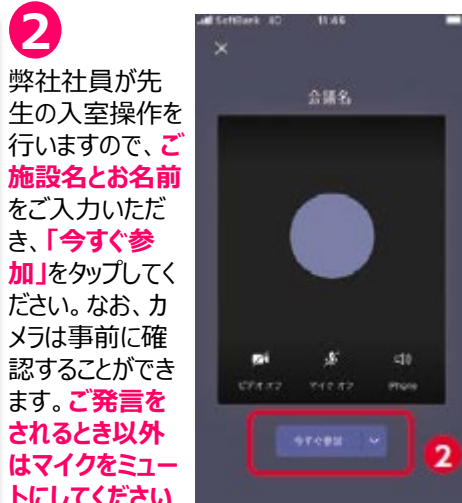 2
弊社社員が先
生の入室操作を
行いますので、ご
施設名とお名前
をご入力いただ
き、「今すぐ参
加」をタップしてく
ださい。なお、カ
メラは事前に確
認することができ
ます。ご発言を
されるとき以外
はマイクをミュー
トにしてください
SoftBank 4G 11:46
会議名
ビデオ オフ マイク オフ iPhone
今すぐ参加
2